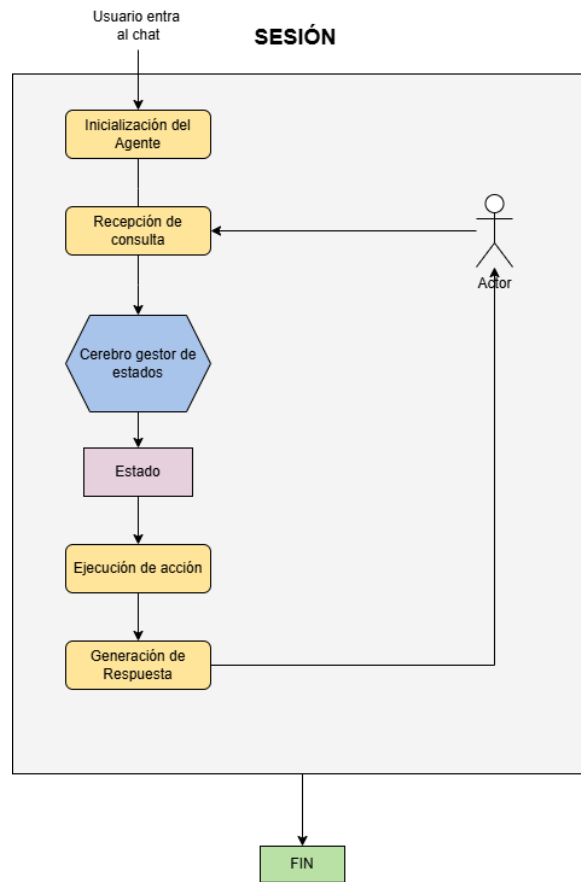 Usuario entra
al chat
SESIÓN
Inicialización del
Agente
Recepción de
consulta
Actor
Cerebro gestor de
estados
Estado
Ejecución de acción
Generación de
Respuesta
FIN